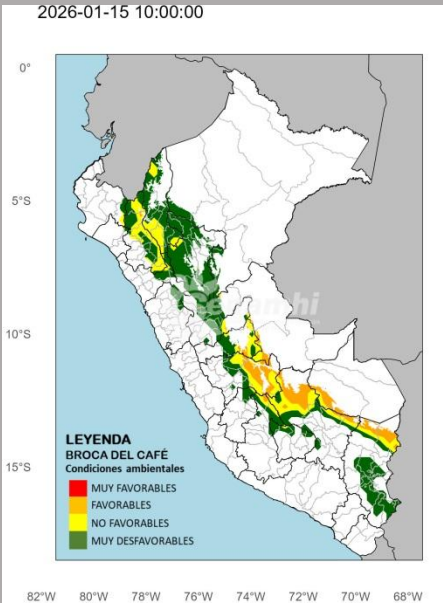 2026-01-15 10:00:00
0°
5°S
10°S
15°S
Senamhi
LEYENDA
BROCA DEL CAFÉ
Condiciones ambientales
MUY FAVORABLES
FAVORABLES
NO FAVORABLES
MUY DESFAVORABLES
82°W 80°W 78°W 76°W 74°W 72°W 70°W 68°W